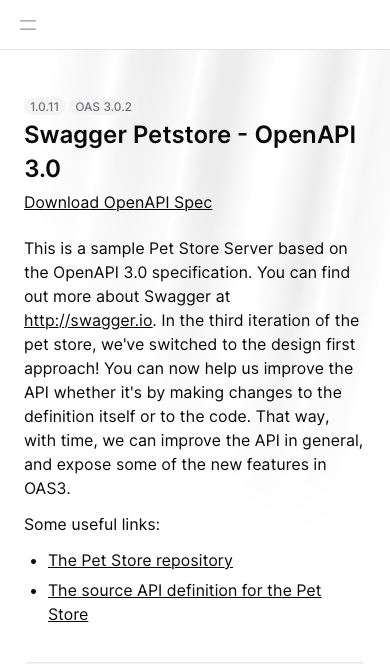 1.0.11 OAS 3.0.2
Swagger Petstore - OpenAPI
3.0
Download OpenAPI Spec
This is a sample Pet Store Server based on
the OpenAPI 3.0 specification. You can find
out more about Swagger at
http://swagger.io. In the third iteration of the
pet store, we've switched to the design first
approach! You can now help us improve the
API whether it's by making changes to the
definition itself or to the code. That way,
with time, we can improve the API in general,
and expose some of the new features in
OAS3.
Some useful links:
• The Pet Store repository
• The source API definition for the Pet
Store